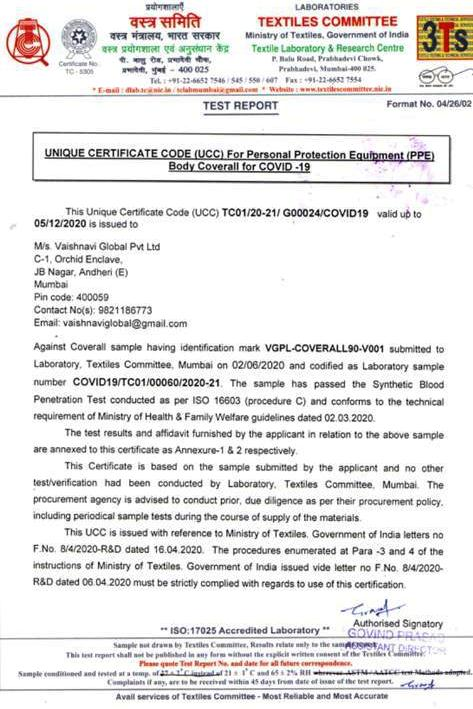 प्रयोगशालाएँ
LABORATORIES
वस्त्र समिति
TEXTILES COMMITTEE
वस्त्र मंत्रालय, भारत सरकार
Ministry of Textiles, Government of India
वस्त्र प्रयोगशाला एवं अनुसंधान केंद्र
Textile Laboratory & Research Centre
पी. बालू रोड, प्रभादेवी चौक,
P. Balu Road, Prabhadevi Chowk,
प्रभादेवी, मुंबई - 400 025
Prabhadevi, Mumbai-400 025.
Certificate No.
TC - 5305
3Ts
Tel. : +91-22-6652 7546 / 545 / 550 / 607 Fax : +91-22-6652 7554
* E-mail : dlab.tc@nic.in / tclabmumbai@gmail.com * Website : www.textilescommittee.nic.in
TEST REPORT
Format No. 04/26/02
UNIQUE CERTIFICATE CODE (UCC) For Personal Protection Equipment (PPE)
Body Coverall for COVID -19
This Unique Certificate Code (UCC) TC01/20-21/ G00024/COVID19 valid up to
05/12/2020 is issued to
M/s. Vaishnavi Global Pvt Ltd
C-1, Orchid Enclave,
JB Nagar, Andheri (E)
Mumbai
Pin code: 400059
Contact No(s): 9821186773
Email: vaishnaviglobal@gmail.com
Against Coverall sample having identification mark VGPL-COVERALL90-V001 submitted to
Laboratory, Textiles Committee, Mumbai on 02/06/2020 and codified as Laboratory sample
number COVID19/TC01/00060/2020-21. The sample has passed the Synthetic Blood
Penetration Test conducted as per ISO 16603 (procedure C) and conforms to the technical
requirement of Ministry of Health & Family Welfare guidelines dated 02.03.2020.
The test results and affidavit furnished by the applicant in relation to the above sample
are annexed to this certificate as Annexure-1 & 2 respectively.
This Certificate is based on the sample submitted by the applicant and no other
test/verification had been conducted by Laboratory, Textiles Committee, Mumbai. The
procurement agency is advised to conduct prior, due diligence as per their procurement policy,
including periodical sample tests during the course of supply of the materials.
This UCC is issued with reference to Ministry of Textiles. Government of India letters no
F.No. 8/4/2020-R&D dated 16.04.2020. The procedures enumerated at Para -3 and 4 of the
instructions of Ministry of Textiles. Government of India issued vide letter no F.No. 8/4/2020-
R&D dated 06.04.2020 must be strictly complied with regards to use of this certification.
Authorised Signatory
** ISO:17025 Accredited Laboratory **
GOVIND PRASAD
ASSISTANT DIRECTOR
Sample not drawn by Textiles Committee, Results relate only to the sample
This test report shall not be published in any form without the explicit written consent of the Textiles Committee
Please quote Test Report No. and date for all future correspondence.
Sample conditioned and tested at a temp. of 27 ± 2° C instead of 21 ± 1° C and 65 ± 2% RH wherever ASTM / AATCC test Methods adopted.
Complaints if any, are to be received within 45 days from date of issue of the test report.
Avail services of Textiles Committee - Most Reliable and Most Accurate